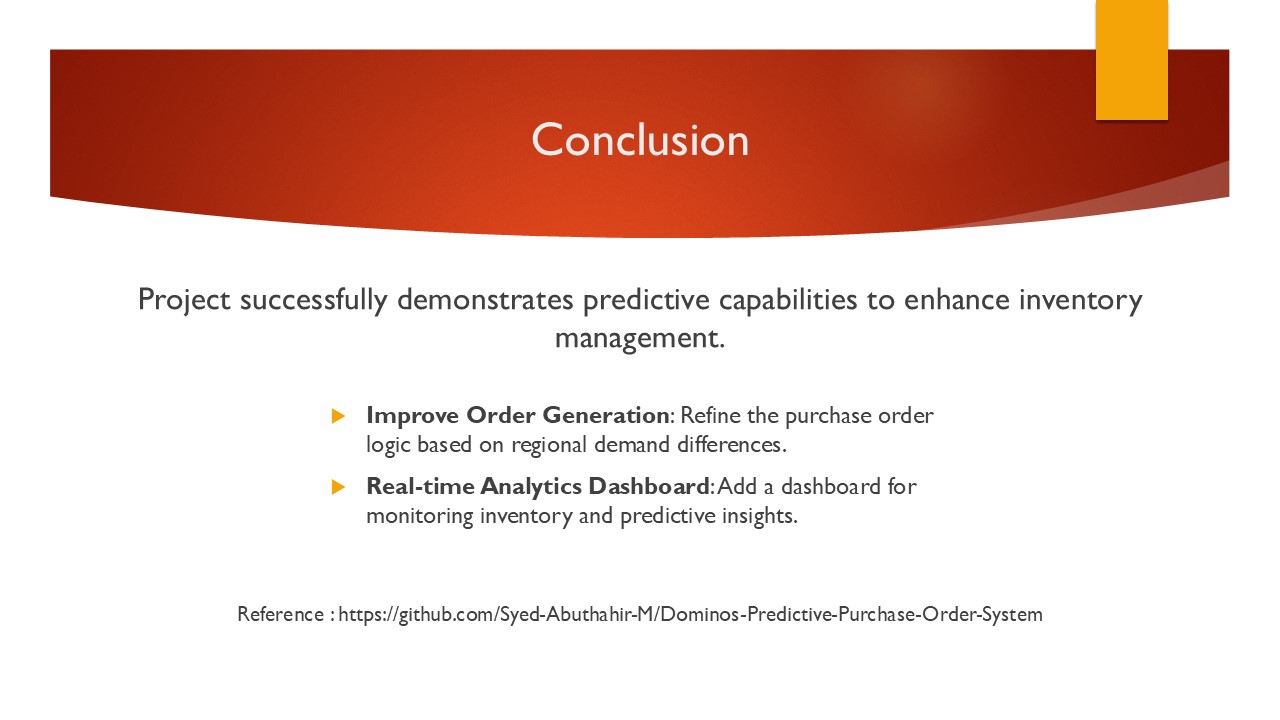 Conclusion
Project successfully demonstrates predictive capabilities to enhance inventory
management.
Improve Order Generation: Refine the purchase order
logic based on regional demand differences.
Real-time Analytics Dashboard: Add a dashboard for
monitoring inventory and predictive insights.
Reference : https://github.com/Syed-Abuthahir-M/Dominos-Predictive-Purchase-Order-System